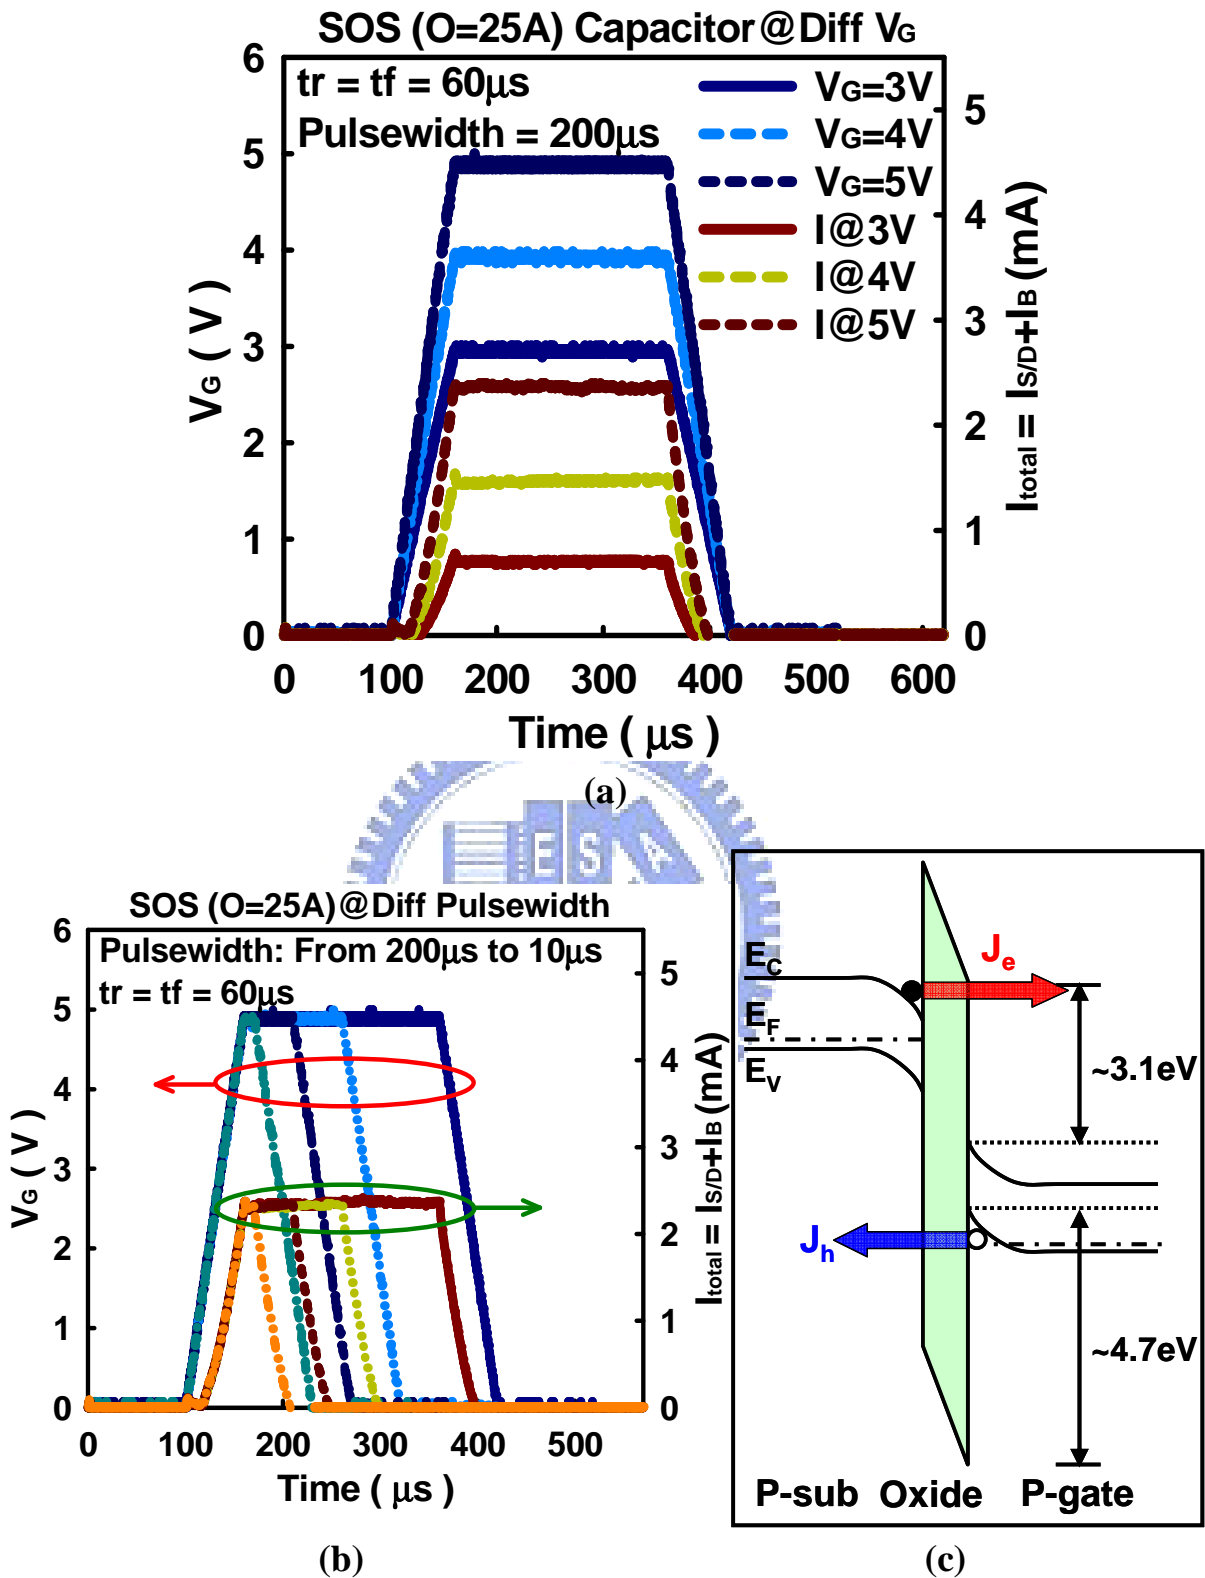 SOS (O=25A) Capacitor@Diff VG
tr = tf = 60μs
Pulsewidth = 200μs
VG=3V
VG=4V
VG=5V
I@3V
I@4V
I@5V
6
5
4
3
2
1
0
VG ( V )
5
4
3
2
1
0
Itotal = IS/D+IB (mA)
0 100 200 300 400 500 600
Time ( μs )
(a)
ESA
SOS (O=25A)@Diff Pulsewidth
Pulsewidth: From 200μs to 10μs
tr = tf = 60μs
6
5
4
3
2
1
0
VG ( V )
5
4
3
2
1
0
Itotal = IS/D+IB (mA)
0 100 200 300 400 500
Time ( μs )
(b)
EC
EF
EV
Je
~3.1eV
Jh
~4.7eV
P-sub Oxide P-gate
(c)